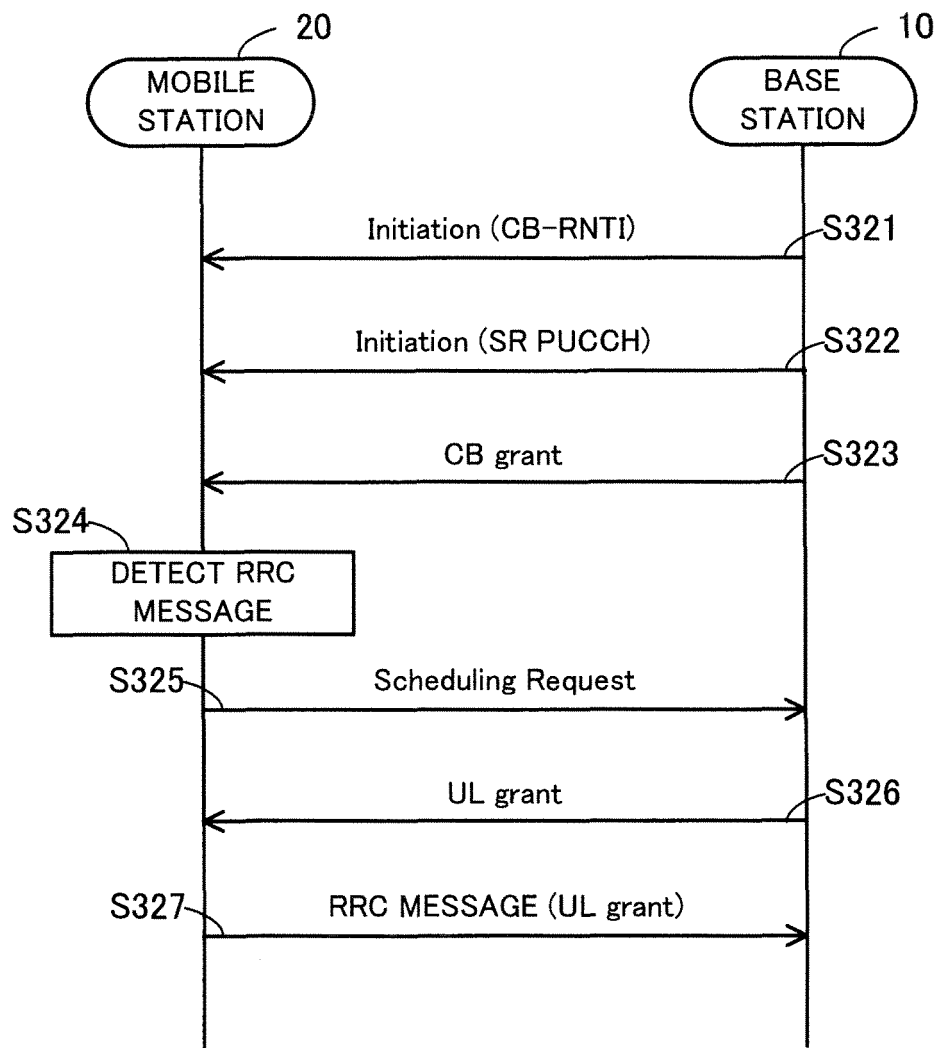 20
10
MOBILE
STATION
BASE
STATION
Initiation (CB-RNTI)
S321
Initiation (SR PUCCH)
S322
CB grant
S323
S324
DETECT RRC
MESSAGE
S325
Scheduling Request
UL grant
S326
S327
RRC MESSAGE (UL grant)